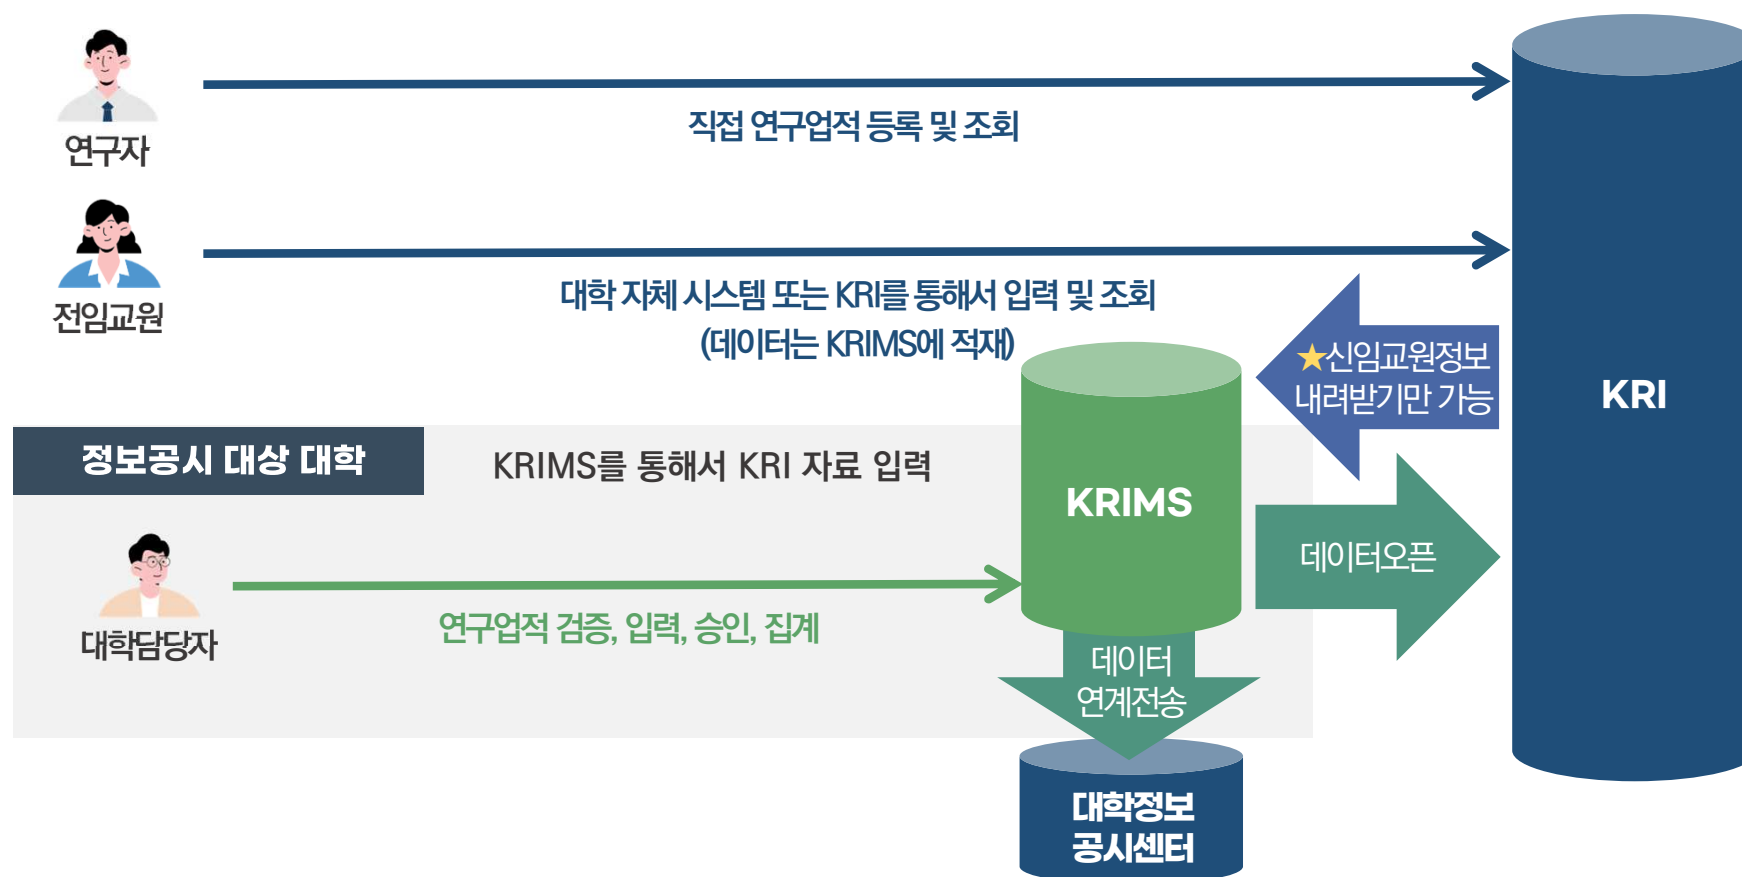 연구자
직접 연구업적 등록 및 조회
전임교원
대학 자체 시스템 또는 KRI를 통해서 입력 및 조회
(데이터는 KRIMS에 적재)
★신임교원정보
내려받기만 가능
KRI
정보공시 대상 대학
KRIMS를 통해서 KRI 자료 입력
KRIMS
데이터오픈
대학담당자
연구업적 검증, 입력, 승인, 집계
데이터
연계전송
대학정보
공시센터